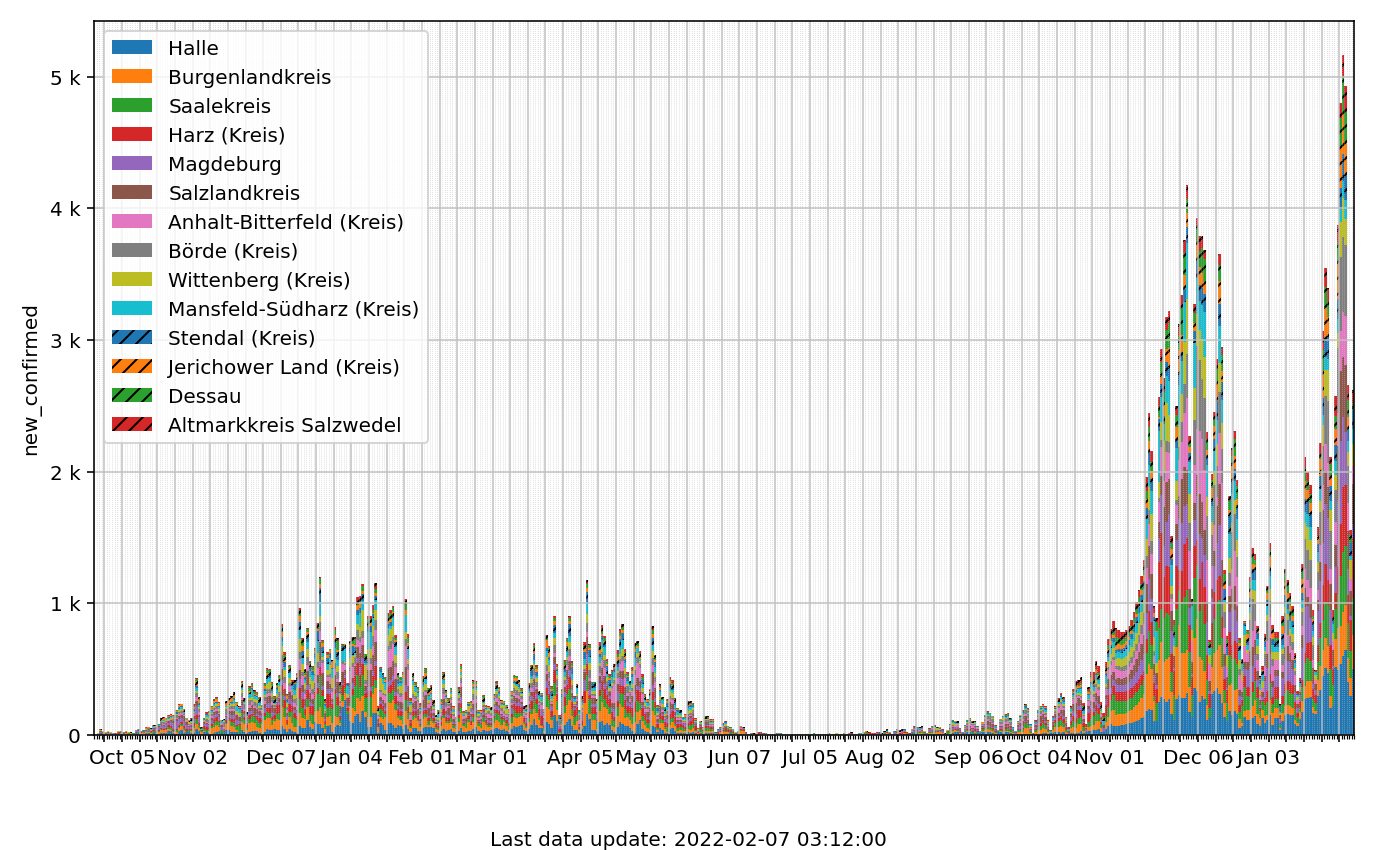 Halle
Burgenlandkreis
Saalekreis
Harz (Kreis)
Magdeburg
Salzlandkreis
Anhalt-Bitterfeld (Kreis)
Börde (Kreis)
Wittenberg (Kreis)
Mansfeld-Südharz (Kreis)
Stendal (Kreis)
Jerichower Land (Kreis)
Dessau
Altmarkkreis Salzwedel
5 k
4 k
3 k
2 k
1 k
0
new_confirmed
Oct 05 Nov 02 Dec 07 Jan 04 Feb 01 Mar 01 Apr 05 May 03 Jun 07 Jul 05 Aug 02 Sep 06 Oct 04 Nov 01 Dec 06 Jan 03
Last data update: 2022-02-07 03:12:00